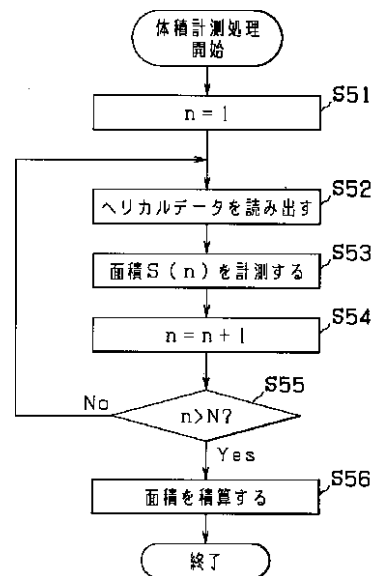 体積計測処理
開始
S51
n = 1
S52
ヘリカルデータを読み出す
S53
面積S(n)を計測する
S54
n = n + 1
S55
n>N?
No
Yes
S56
面積を積算する
終了